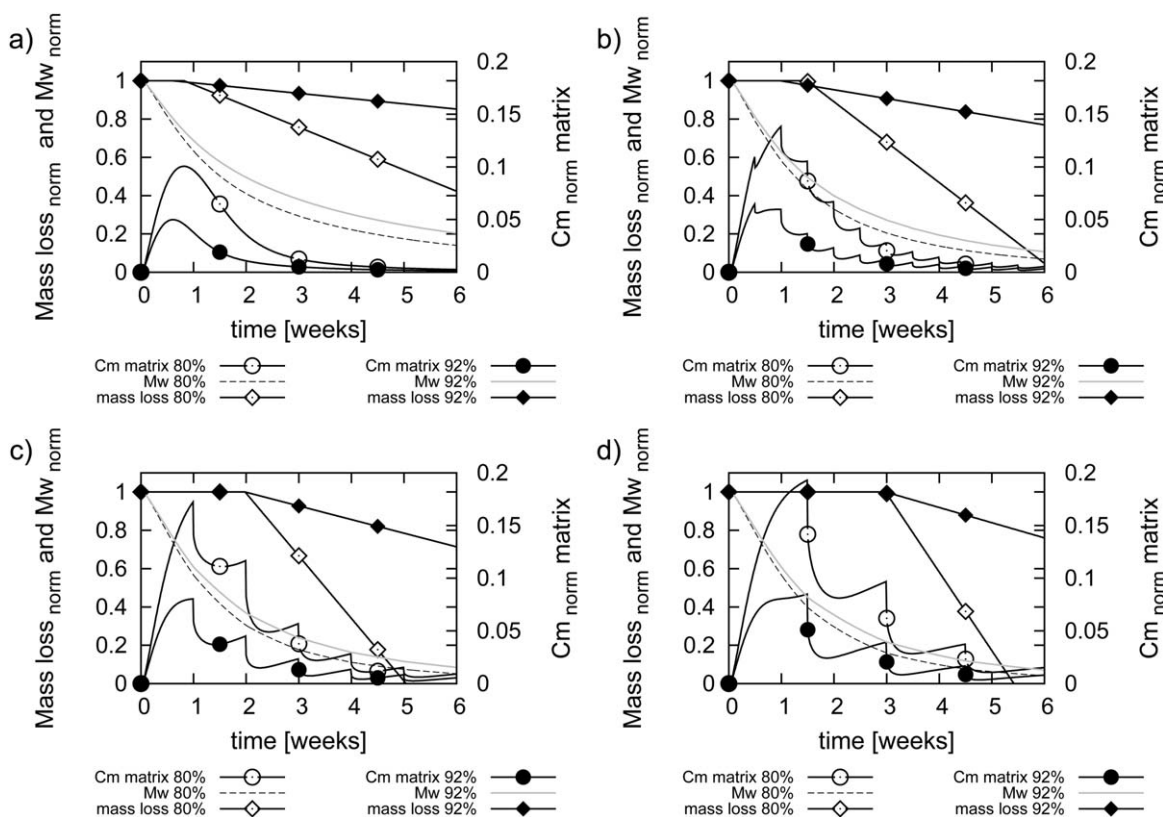 a)
Mass loss norm and Mw norm
1
0.8
0.6
0.4
0.2
0
0 1 2 3 4 5 6
time [weeks]
0.2
0.15
0.1
0.05
0
Cm norm matrix
Cm matrix 80%
Mw 80%
mass loss 80%
Cm matrix 92%
Mw 92%
mass loss 92%
b)
Mass loss norm and Mw norm
1
0.8
0.6
0.4
0.2
0
0 1 2 3 4 5 6
time [weeks]
0.2
0.15
0.1
0.05
0
Cm norm matrix
Cm matrix 80%
Mw 80%
mass loss 80%
Cm matrix 92%
Mw 92%
mass loss 92%
c)
Mass loss norm and Mw norm
1
0.8
0.6
0.4
0.2
0
0 1 2 3 4 5 6
time [weeks]
0.2
0.15
0.1
0.05
0
Cm norm matrix
Cm matrix 80%
Mw 80%
mass loss 80%
Cm matrix 92%
Mw 92%
mass loss 92%
d)
Mass loss norm and Mw norm
1
0.8
0.6
0.4
0.2
0
0 1 2 3 4 5 6
time [weeks]
0.2
0.15
0.1
0.05
0
Cm norm matrix
Cm matrix 80%
Mw 80%
mass loss 80%
Cm matrix 92%
Mw 92%
mass loss 92%